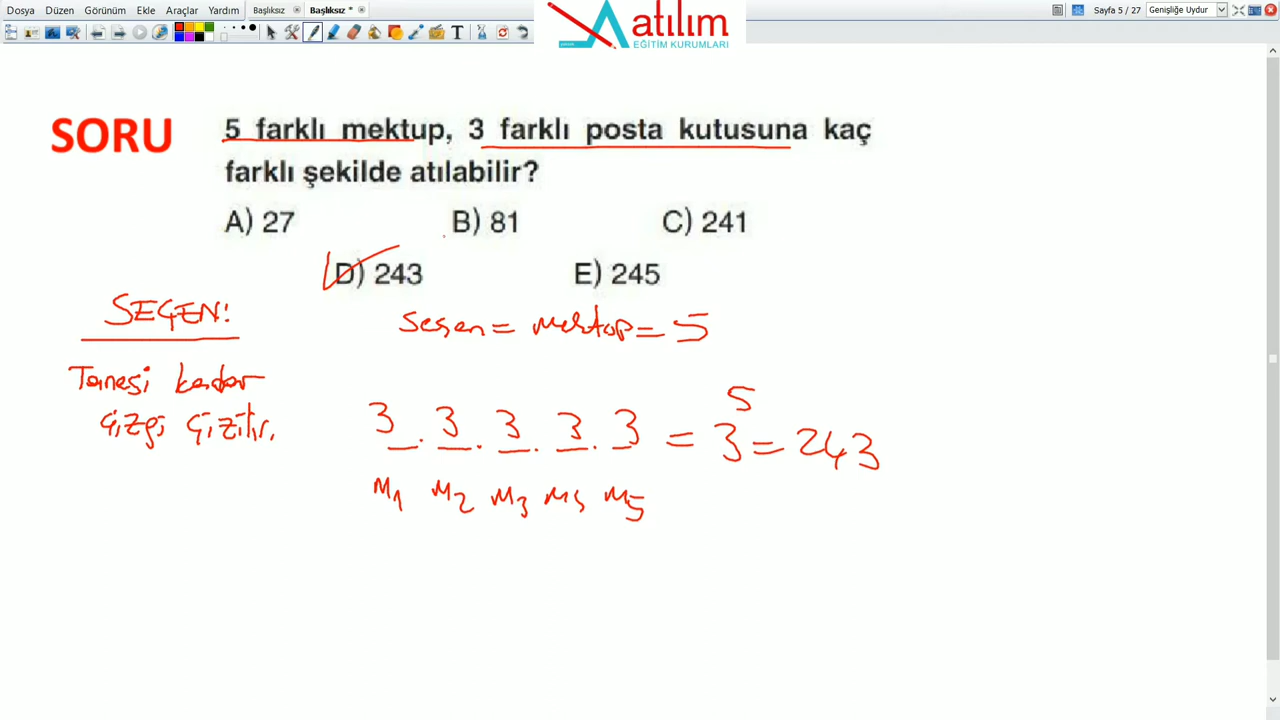 Dosya Düzen Görünüm Ekle Araçlar Yardım Başlıksız Başlıksız * Sayfa 5 / 27 Genişliğe Uydur
atılım
EĞİTİM KURUMLARI
SORU
5 farklı mektup, 3 farklı posta kutusuna kaç
farklı şekilde atılabilir?
A) 27 B) 81 C) 241
D) 243 E) 245
SEÇEN!
Seçen = Mektup = 5
Tanesi kadar
çizgi çizilir.
3 . 3 . 3 . 3 . 3 = 3^5 = 243
M1 M2 M3 M4 M5